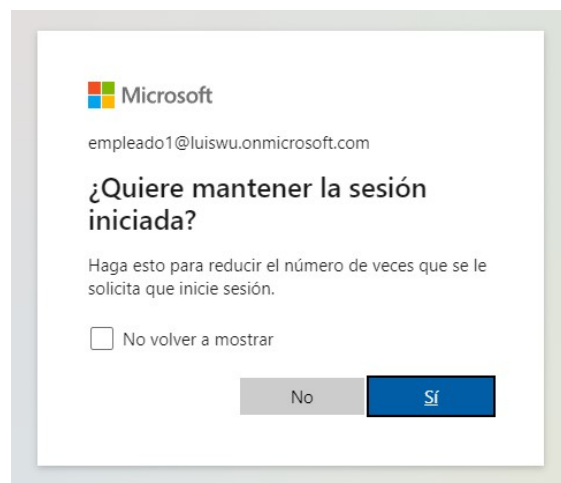 Microsoft
empleado1@luiswu.onmicrosoft.com
¿Quiere mantener la sesión
iniciada?
Haga esto para reducir el número de veces que se le
solicita que inicie sesión.
No volver a mostrar
No
Sí